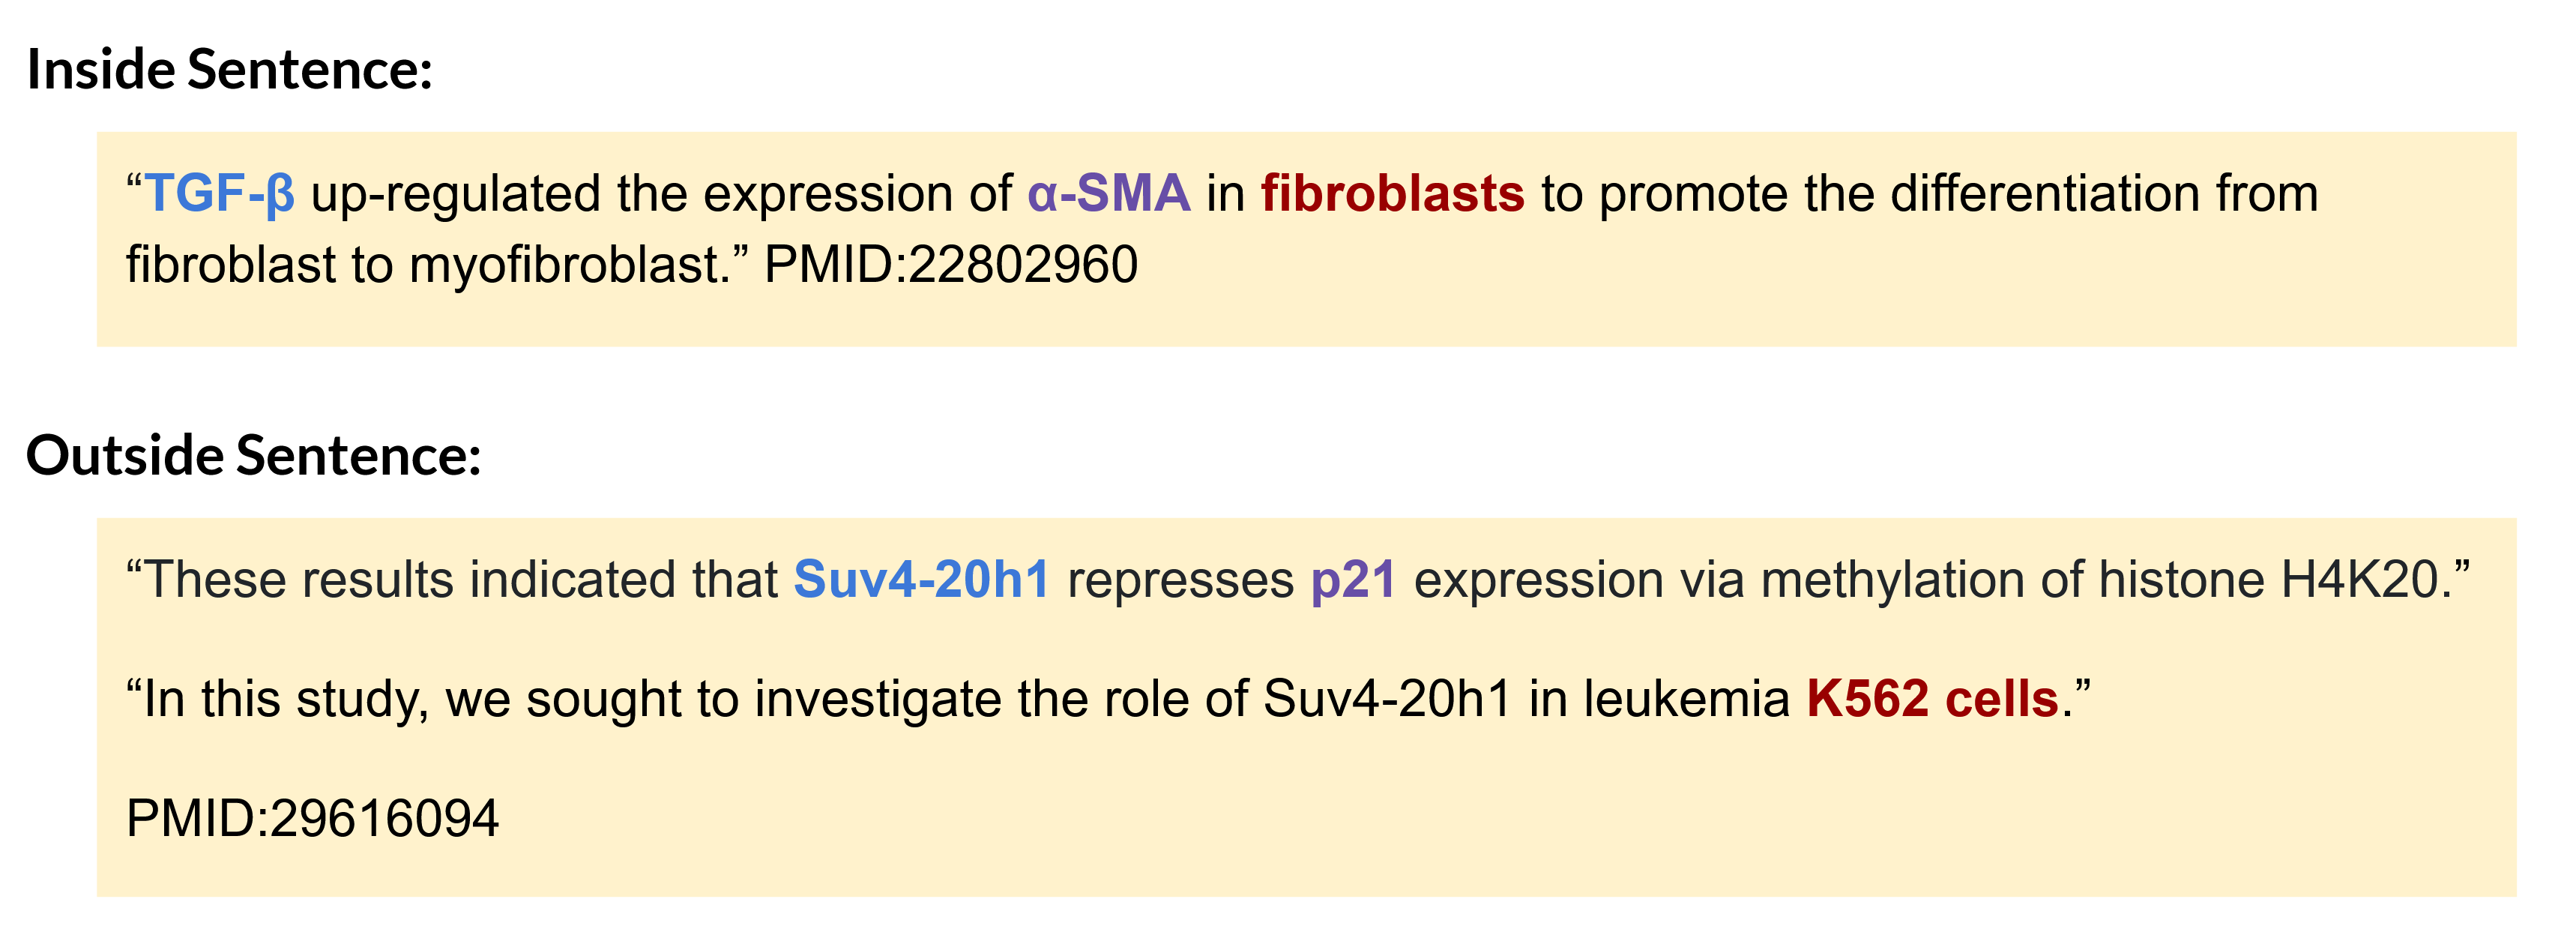 Inside Sentence:
“TGF-β up-regulated the expression of α-SMA in fibroblasts to promote the differentiation from
fibroblast to myofibroblast.” PMID:22802960
Outside Sentence:
“These results indicated that Suv4-20h1 represses p21 expression via methylation of histone H4K20.”
“In this study, we sought to investigate the role of Suv4-20h1 in leukemia K562 cells.”
PMID:29616094